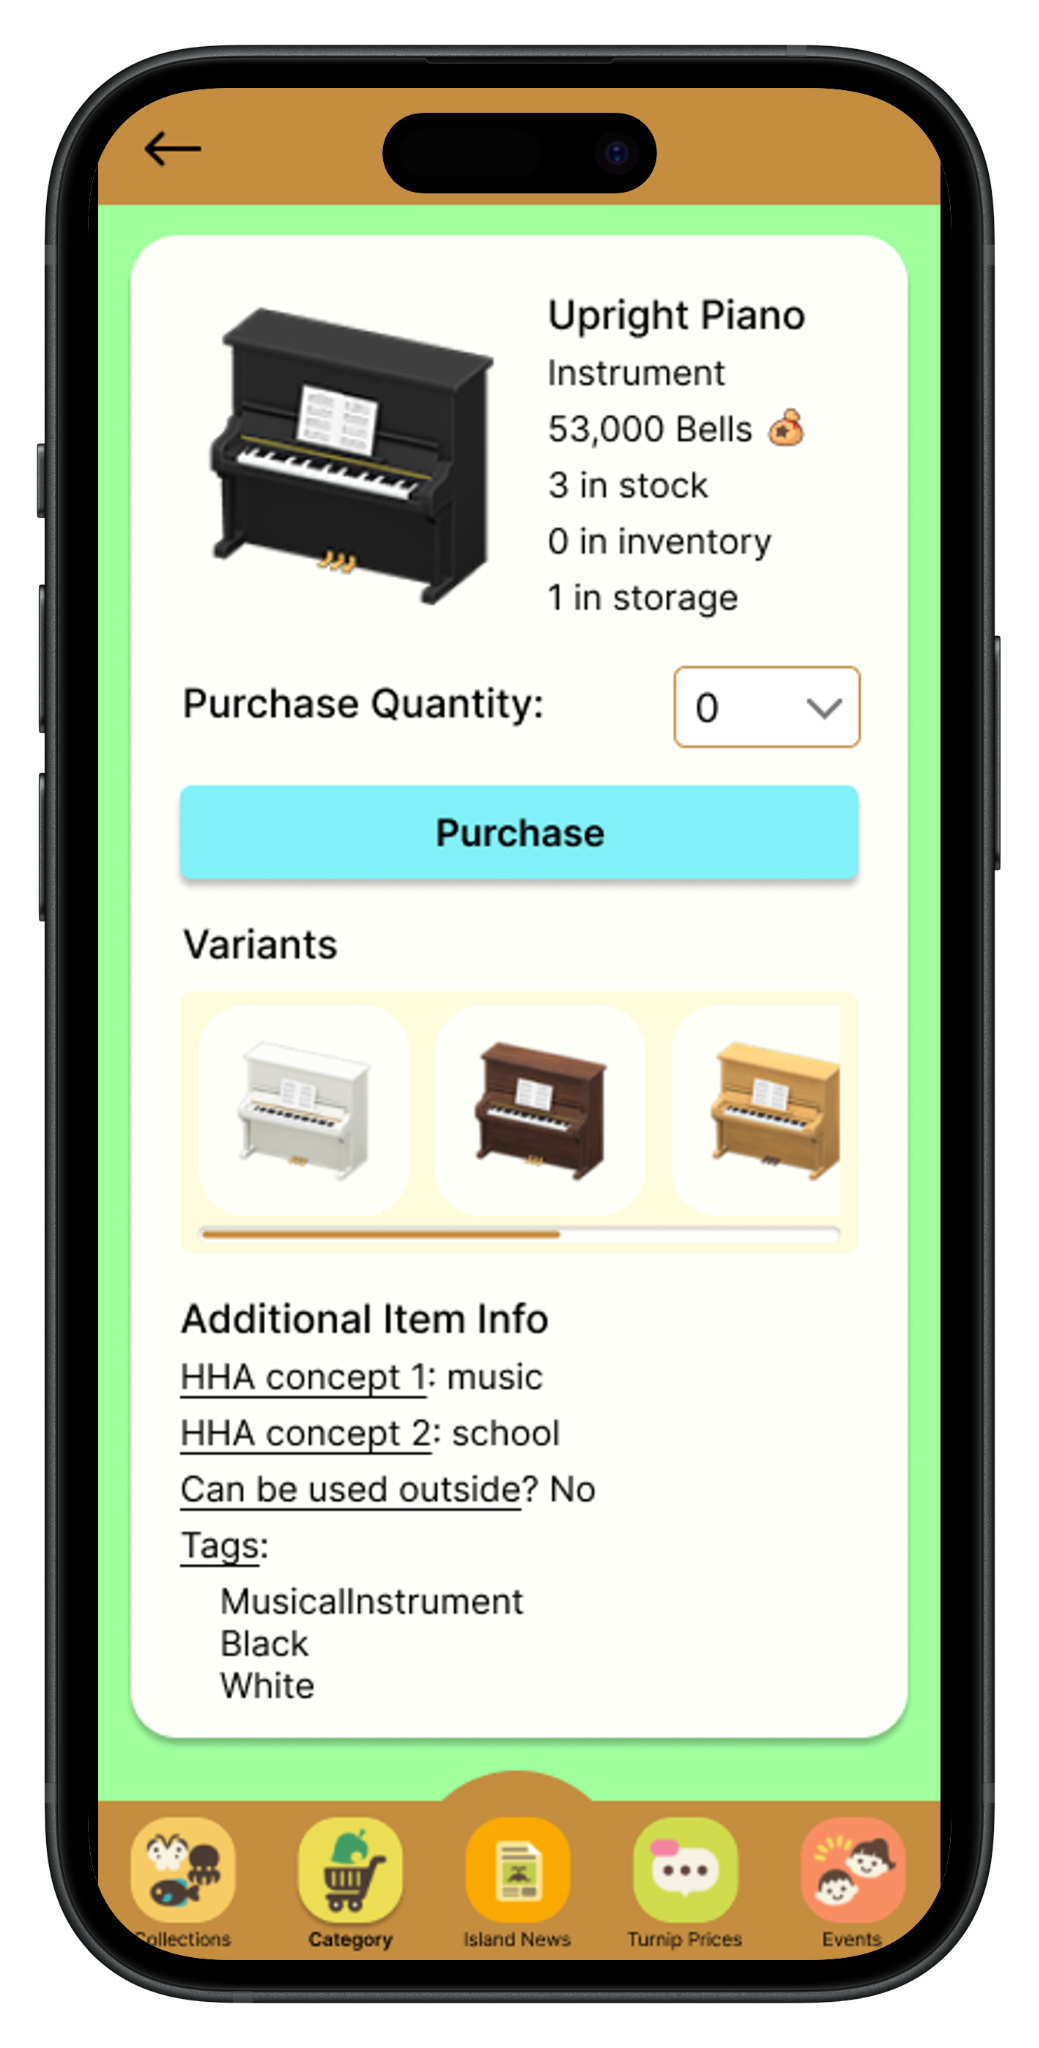 Upright Piano
Instrument
53,000 Bells
3 in stock
0 in inventory
1 in storage
Purchase Quantity:
0
Purchase
Variants
Additional Item Info
HHA concept 1: music
HHA concept 2: school
Can be used outside? No
Tags:
MusicalInstrument
Black
White
Collections
Category
Island News
Turnip Prices
Events